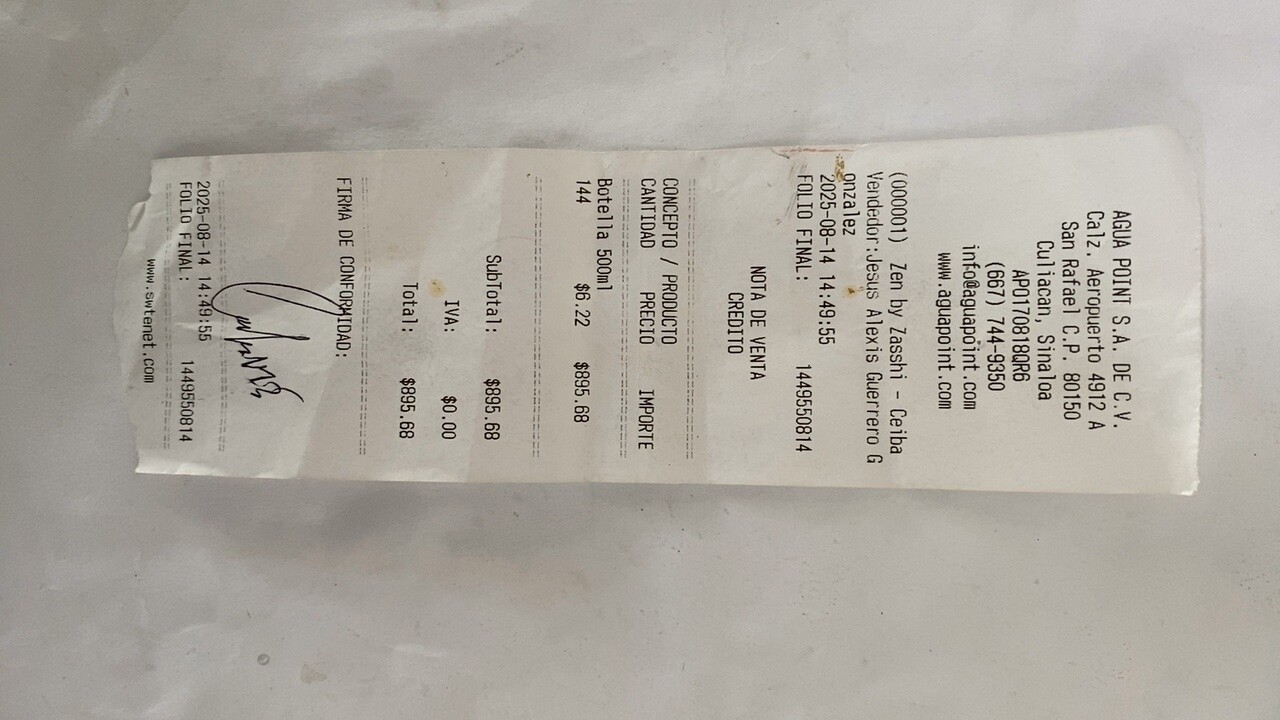 AGUA POINT S.A. DE C.V.
Calz. Aeropuerto 4912 A
San Rafael C.P. 80150
Culiacan, Sinaloa
APO170818QR6
(667) 744-9350
info@aguapoint.com
www.aguapoint.com
(000001) Zen by Zasshi - Ceiba
Vendedor:Jesus Alexis Guerrero G
onzalez
2025-08-14 14:49:55
FOLIO FINAL: 1449550814
NOTA DE VENTA
CREDITO
CONCEPTO / PRODUCTO
CANTIDAD PRECIO IMPORTE
Botella 500ml
144 $6.22 $895.68
SubTotal: $895.68
IVA: $0.00
Total: $895.68
FIRMA DE CONFORMIDAD:
2025-08-14 14:49:55
FOLIO FINAL: 1449550814
www.swtenet.com